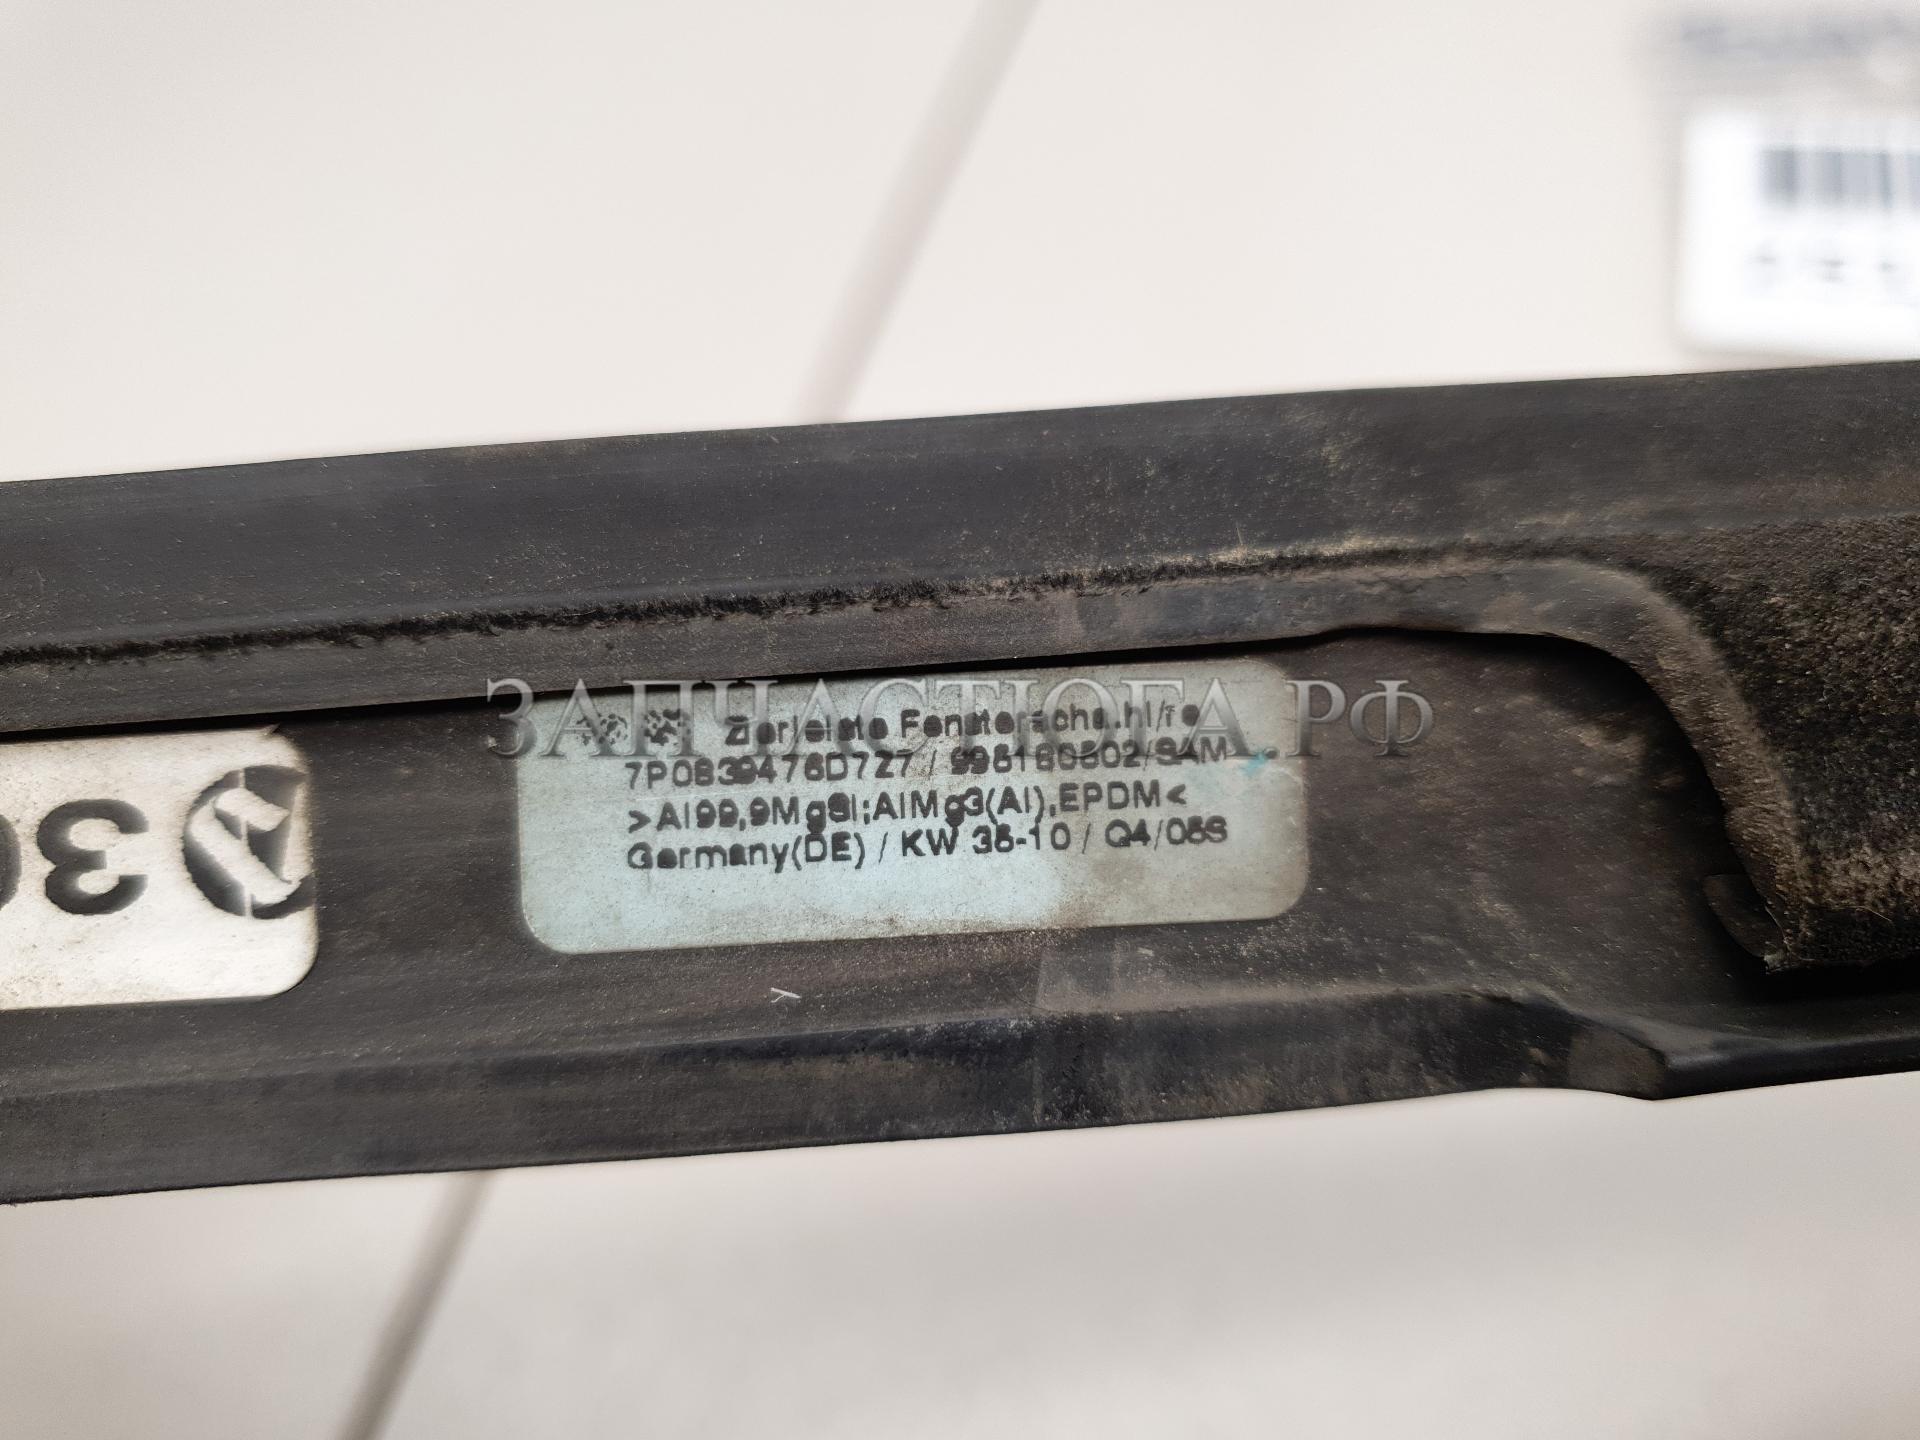 ЗАПЧАСТЮГА.РФ
Zierleiste Fensterscha.hl/re
7P0839476D7Z7 / 998180802/SAM
>Al99,9MgSi;AlMg3(Al),EPDM<
Germany(DE) / KW 38-10 / Q4/08S
30